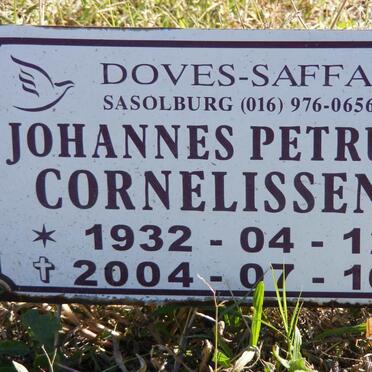 DOVES-SAFFA
SASOLBURG (016) 976-0656
JOHANNES PETRU
CORNELISSEN
1932 - 04 - 1
2004 - 07 - 1